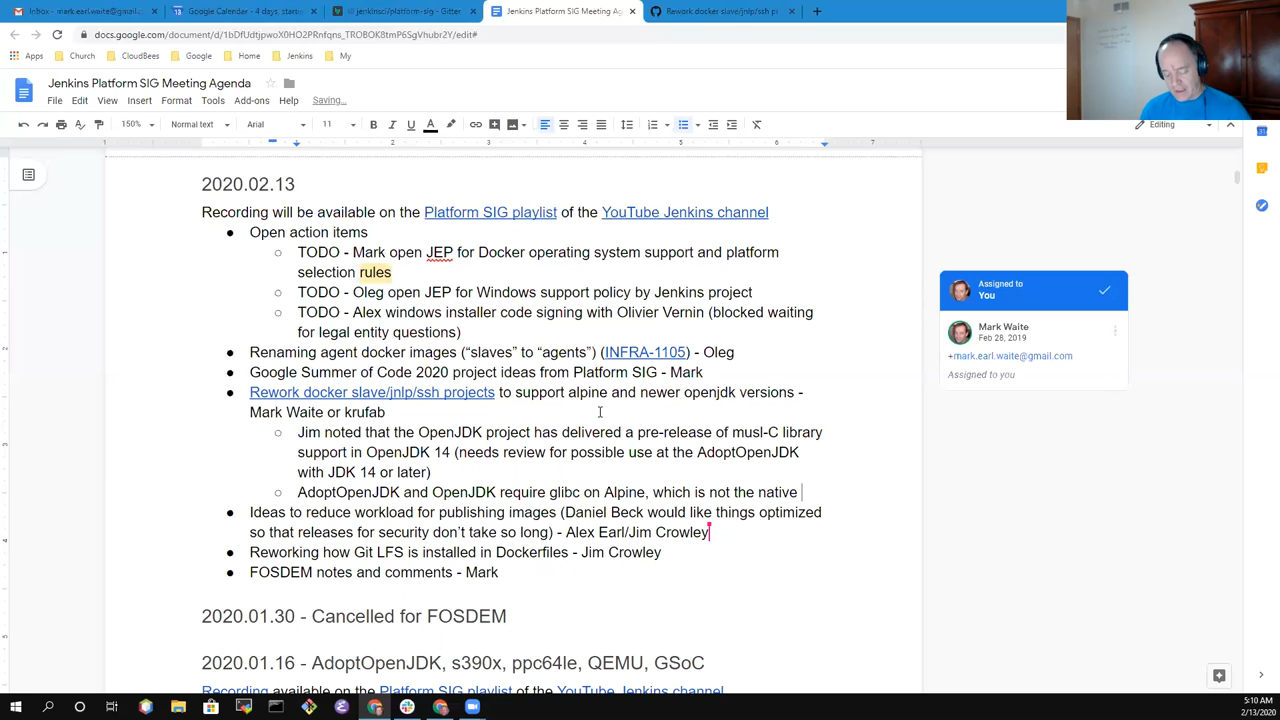 Inbox - mark.earl.waite@gmail.com
Google Calendar - 4 days, starti
jenkinsci/platform-sig - Gitter
Jenkins Platform SIG Meeting Age
Rework docker slave/jnlp/ssh p
docs.google.com/document/d/
Apps Church CloudBees Google Home Jenkins My
Jenkins Platform SIG Meeting Agenda
File Edit View Insert Format Tools Add-ons Help Saving...
150% Normal text Arial 11 B I U A Editing
1 1 2 3 4 5 6 7
2020.02.13
Recording will be available on the Platform SIG playlist of the YouTube Jenkins channel
● Open action items
○ TODO - Mark open JEP for Docker operating system support and platform
selection rules
○ TODO - Oleg open JEP for Windows support policy by Jenkins project
○ TODO - Alex windows installer code signing with Olivier Vernin (blocked waiting
for legal entity questions)
● Renaming agent docker images (“slaves” to “agents”) (INFRA-1105) - Oleg
● Google Summer of Code 2020 project ideas from Platform SIG - Mark
● Rework docker slave/jnlp/ssh projects to support alpine and newer openjdk versions -
Mark Waite or krufab
○ Jim noted that the OpenJDK project has delivered a pre-release of musl-C library
support in OpenJDK 14 (needs review for possible use at the AdoptOpenJDK
with JDK 14 or later)
○ AdoptOpenJDK and OpenJDK require glibc on Alpine, which is not the native
● Ideas to reduce workload for publishing images (Daniel Beck would like things optimized
so that releases for security don’t take so long) - Alex Earl/Jim Crowley
● Reworking how Git LFS is installed in Dockerfiles - Jim Crowley
● FOSDEM notes and comments - Mark
2020.01.30 - Cancelled for FOSDEM
2020.01.16 - AdoptOpenJDK, s390x, ppc64le, QEMU, GSoC
Recording available on the Platform SIG playlist of the YouTube Jenkins channel
Assigned to
You
Mark Waite
Feb 28, 2019
+mark.earl.waite@gmail.com
Assigned to you
5:10 AM
2/13/2020